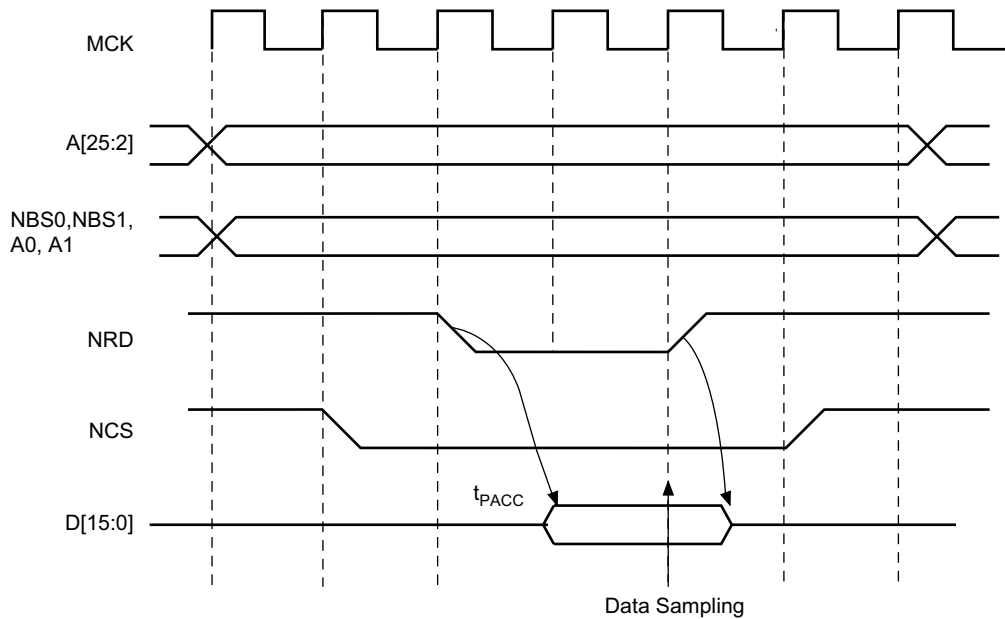 MCK
A[25:2]
NBS0,NBS1,
A0, A1
NRD
NCS
tPACC
D[15:0]
Data Sampling